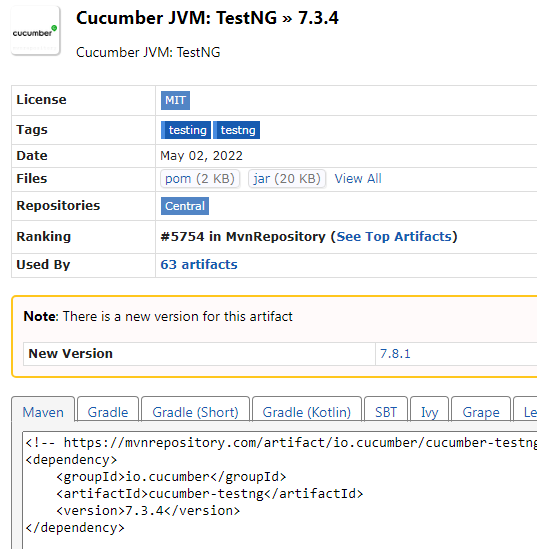 cucumber
Cucumber JVM: TestNG » 7.3.4
Cucumber JVM: TestNG
License MIT
Tags testing testng
Date May 02, 2022
Files pom (2 KB) jar (20 KB) View All
Repositories Central
Ranking #5754 in MvnRepository (See Top Artifacts)
Used By 63 artifacts
Note: There is a new version for this artifact
New Version 7.8.1
Maven Gradle Gradle (Short) Gradle (Kotlin) SBT Ivy Grape Le
<!-- https://mvnrepository.com/artifact/io.cucumber/cucumber-testng
<dependency>
    <groupId>io.cucumber</groupId>
    <artifactId>cucumber-testng</artifactId>
    <version>7.3.4</version>
</dependency>